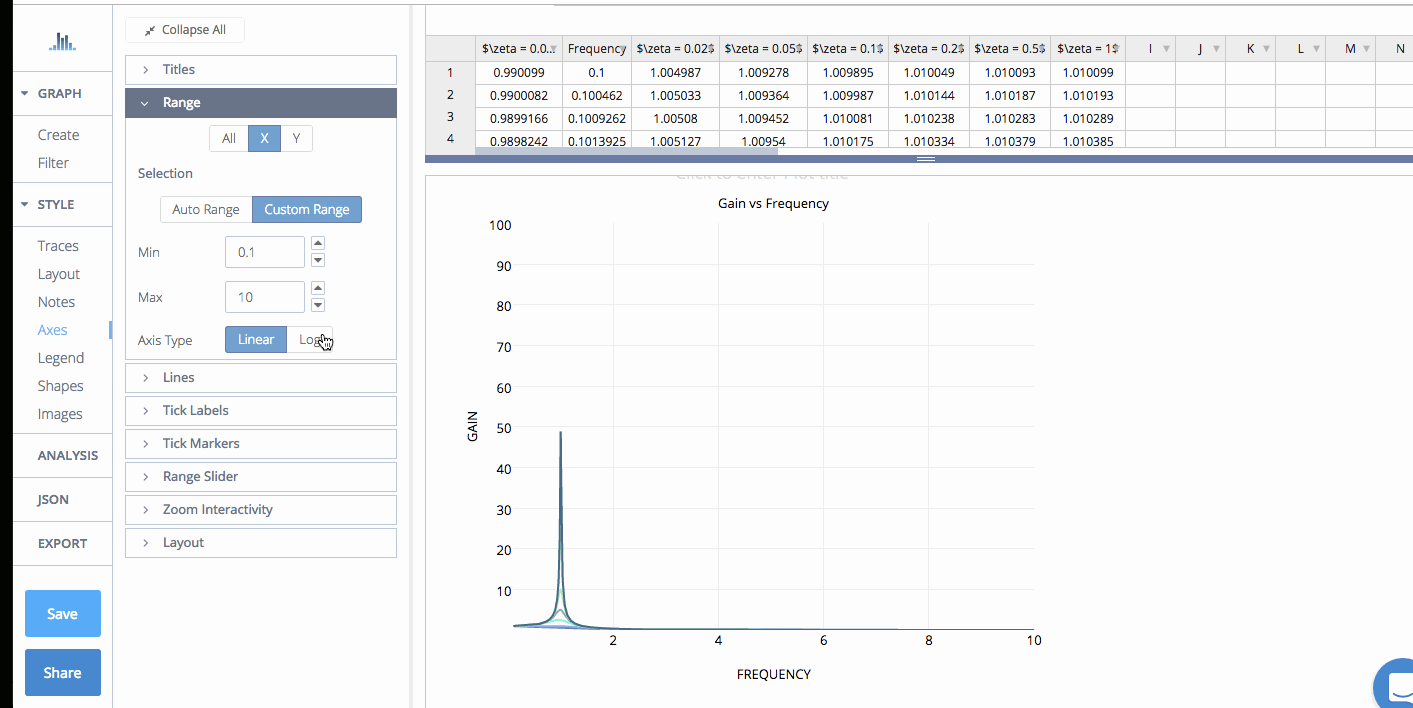 Collapse All
Titles
Range
All X Y
Selection
Auto Range Custom Range
Min 0.1
Max 10
Axis Type Linear Log
Lines
Tick Labels
Tick Markers
Range Slider
Zoom Interactivity
Layout
GRAPH
Create
Filter
STYLE
Traces
Layout
Notes
Axes
Legend
Shapes
Images
ANALYSIS
JSON
EXPORT
Save
Share
$\zeta = 0.0... Frequency $\zeta = 0.02$ $\zeta = 0.05$ $\zeta = 0.1$ $\zeta = 0.2$ $\zeta = 0.5$ $\zeta = 1$ I J K L M N
1 0.990099 0.1 1.004987 1.009278 1.009895 1.010049 1.010093 1.010099
2 0.9900082 0.100462 1.005033 1.009364 1.009987 1.010144 1.010187 1.010193
3 0.9899166 0.1009262 1.00508 1.009452 1.010081 1.010238 1.010283 1.010289
4 0.9898242 0.1013925 1.005127 1.00954 1.010175 1.010334 1.010379 1.010385
Click to enter Plot title
Gain vs Frequency
100
90
80
70
60
50
40
30
20
10
GAIN
2 4 6 8 10
FREQUENCY